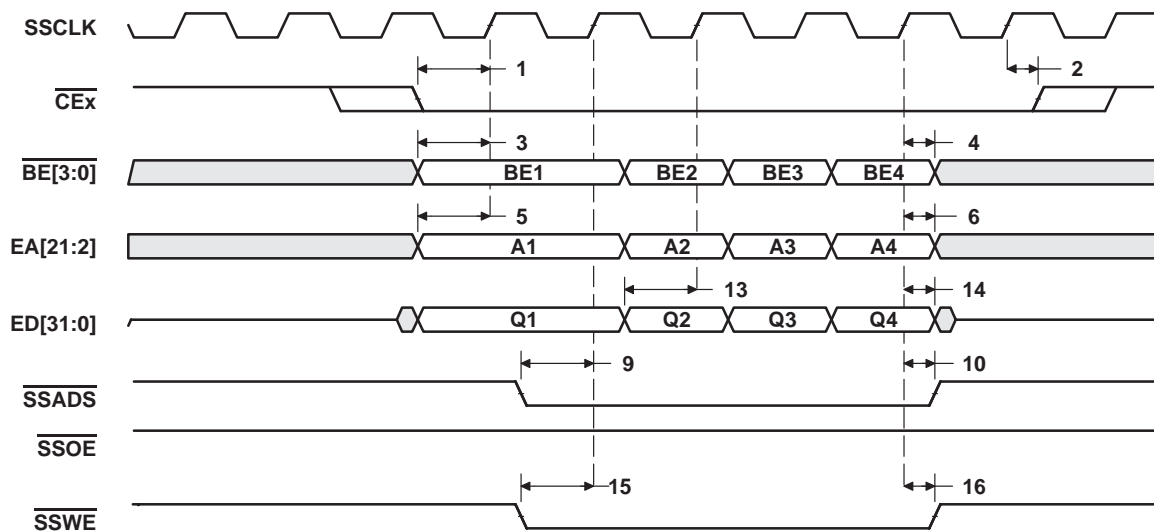 SSCLK
1 2
CEx
3 4
BE[3:0] BE1 BE2 BE3 BE4
5 6
EA[21:2] A1 A2 A3 A4
13 14
ED[31:0] Q1 Q2 Q3 Q4
9 10
SSADS
SSOE
15 16
SSWE